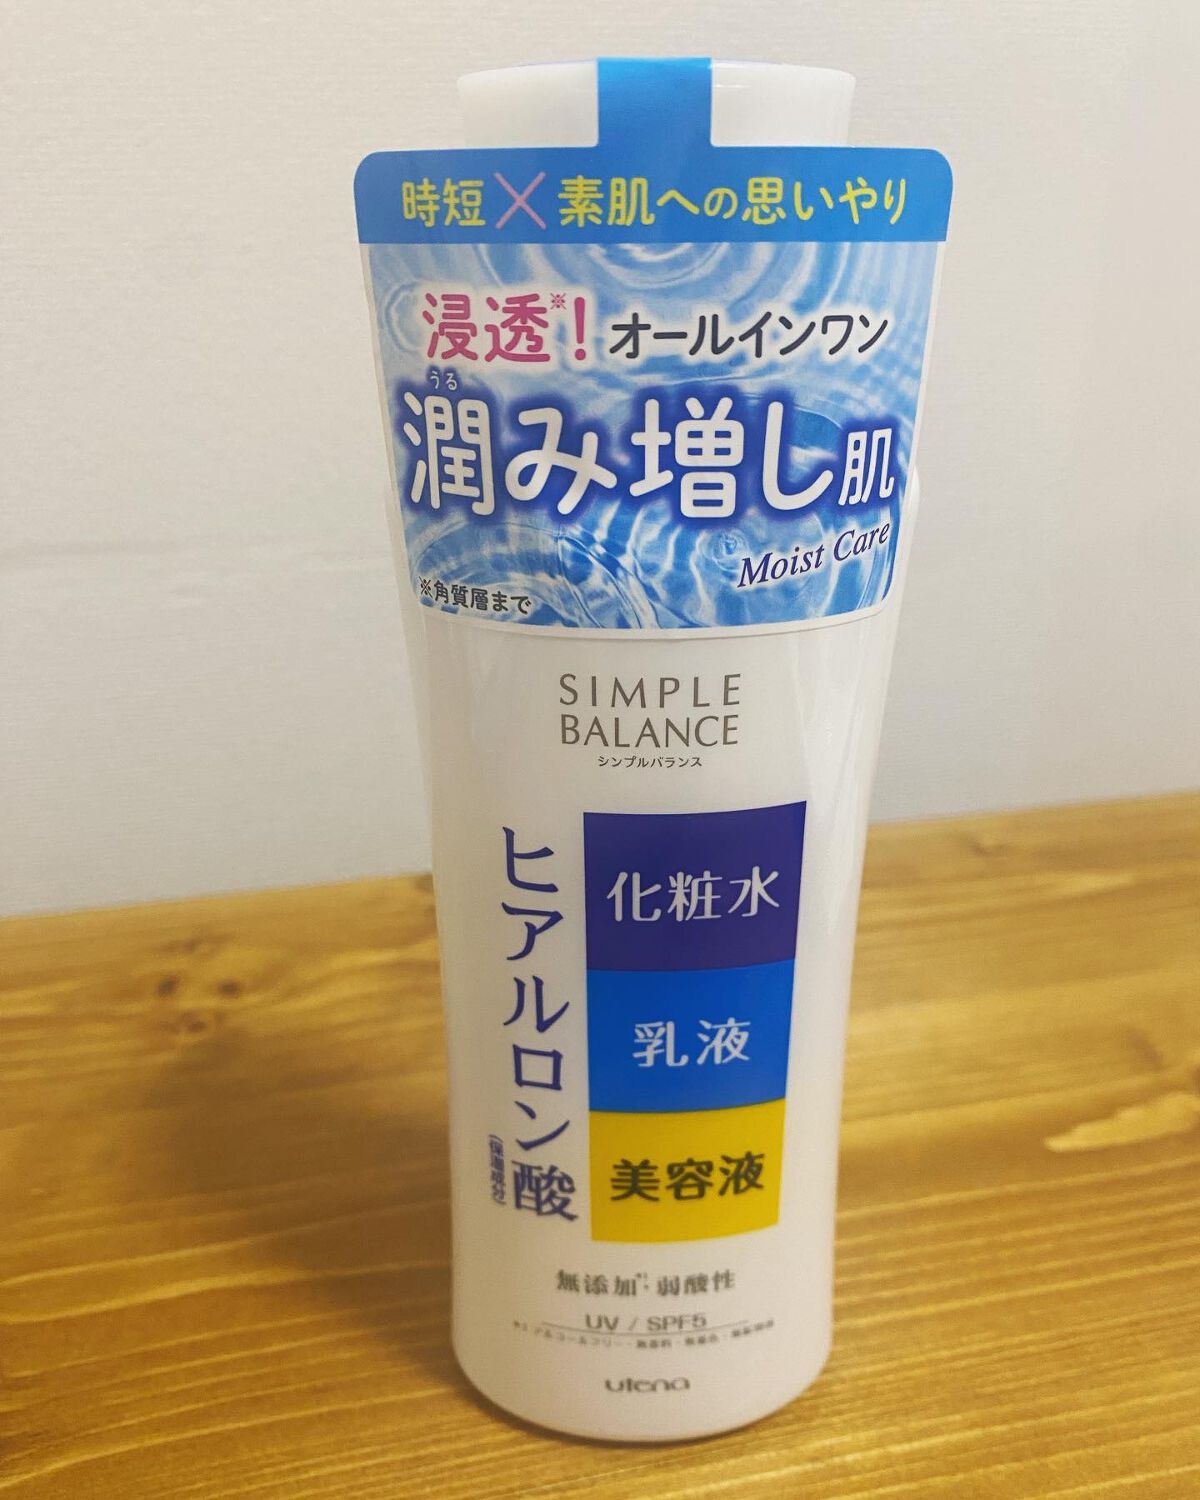 時短×素肌への思いやり
浸透※!オールインワン
うる
潤み増し肌
Moist Care
※角質層まで
SIMPLE
BALANCE
シンプルバランス
ヒアルロン酸
(保湿成分)
化粧水
乳液
美容液
無添加*1・弱酸性
UV / SPF5
utena